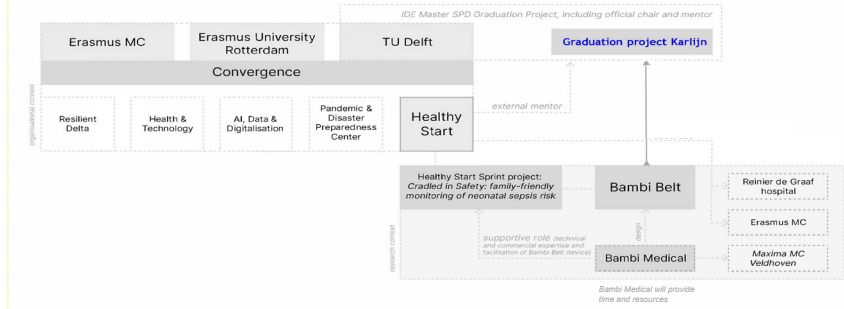 IDE Master SPD Graduation Project, including official chair and mentor
Erasmus MC
Erasmus University
Rotterdam
TU Delft
Graduation project Karlijn
Convergence
organisational context
Resilient
Delta
Health &
Technology
AI, Data &
Digitalisation
Pandemic &
Disaster
Preparedness
Center
Healthy
Start
external mentor
Healthy Start Sprint project:
Cradled in Safety: family-friendly
monitoring of neonatal sepsis risk
Bambi Belt
Reinier de Graaf
hospital
Erasmus MC
research context
supportive role (technical
and commercial expertise and
facilitation of Bambi Belt device)
design
Bambi Medical
Maxima MC
Veldhoven
Bambi Medical will provide
time and resources